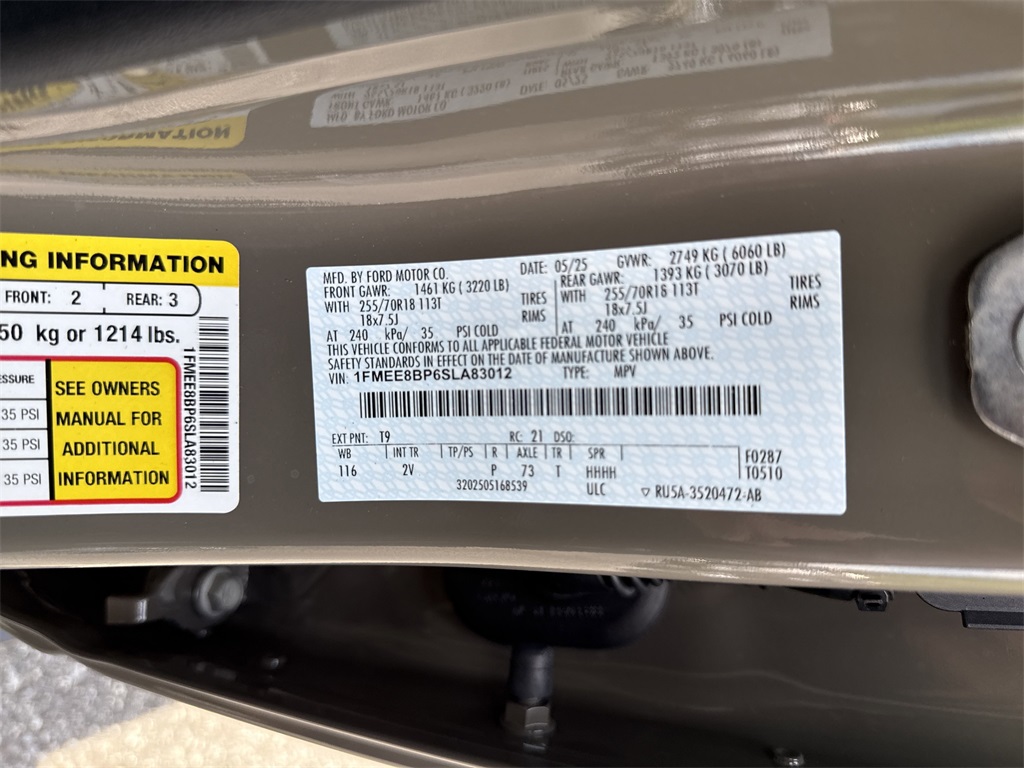 NG INFORMATION
FRONT: 2 REAR: 3
50 kg or 1214 lbs.
ESSURE
35 PSI
35 PSI
35 PSI
SEE OWNERS
MANUAL FOR
ADDITIONAL
INFORMATION
1FMEE8BP6SLA83012
MFD. BY FORD MOTOR CO. DATE: 05/25 GVWR: 2749 KG ( 6060 LB)
FRONT GAWR: 1461 KG ( 3220 LB) REAR GAWR: 1393 KG ( 3070 LB)
WITH 255/70R18 113T TIRES WITH 255/70R18 113T TIRES
18x7.5J RIMS 18x7.5J RIMS
AT 240 kPa/ 35 PSI COLD AT 240 kPa/ 35 PSI COLD
THIS VEHICLE CONFORMS TO ALL APPLICABLE FEDERAL MOTOR VEHICLE
SAFETY STANDARDS IN EFFECT ON THE DATE OF MANUFACTURE SHOWN ABOVE.
VIN: 1FMEE8BP6SLA83012 TYPE: MPV
EXT PNT: T9 RC: 21 DSO:
WB INT TR TP/PS R AXLE TR SPR F0287
116 2V P 73 T HHHH T0510
3202505168539 ULC ▽ RU5A-3520472-AB